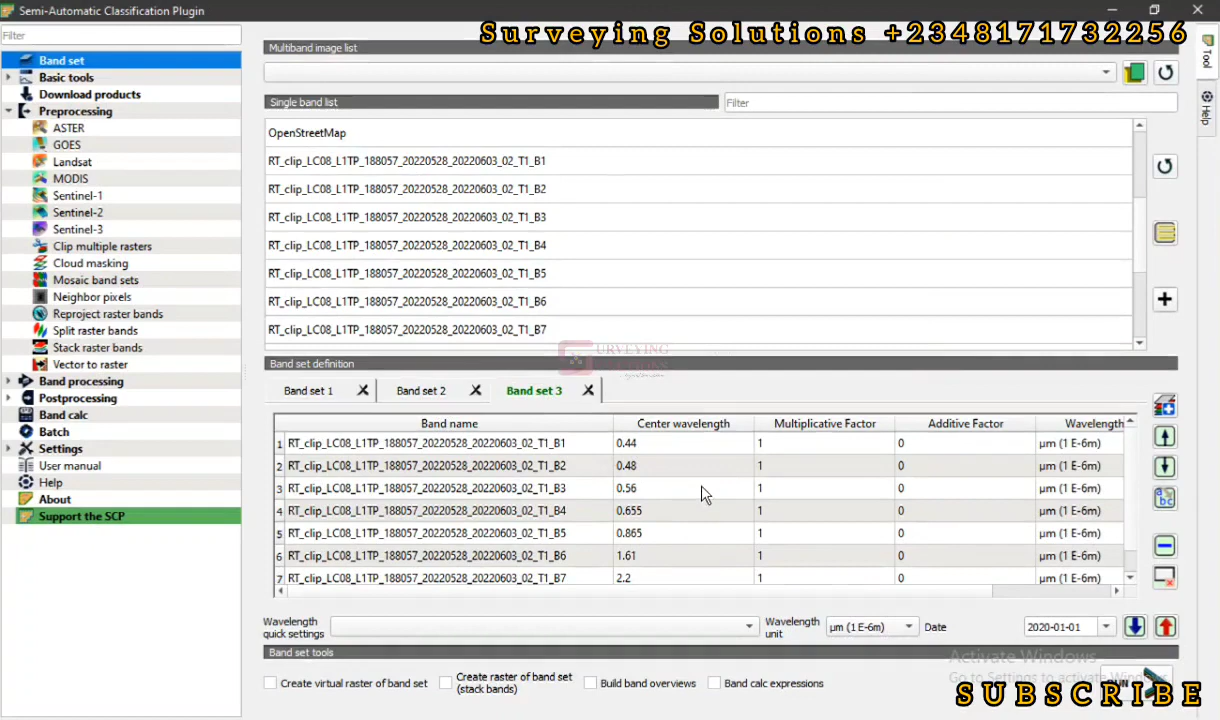 Semi-Automatic Classification Plugin
Surveying Solutions +2348171732256
Filter
Band set
Basic tools
Download products
Preprocessing
ASTER
GOES
Landsat
MODIS
Sentinel-1
Sentinel-2
Sentinel-3
Clip multiple rasters
Cloud masking
Mosaic band sets
Neighbor pixels
Reproject raster bands
Split raster bands
Stack raster bands
Vector to raster
Band processing
Postprocessing
Band calc
Batch
Settings
User manual
Help
About
Support the SCP
Multiband image list
Single band list
Filter
OpenStreetMap
RT_clip_LC08_L1TP_188057_20220528_20220603_02_T1_B1
RT_clip_LC08_L1TP_188057_20220528_20220603_02_T1_B2
RT_clip_LC08_L1TP_188057_20220528_20220603_02_T1_B3
RT_clip_LC08_L1TP_188057_20220528_20220603_02_T1_B4
RT_clip_LC08_L1TP_188057_20220528_20220603_02_T1_B5
RT_clip_LC08_L1TP_188057_20220528_20220603_02_T1_B6
RT_clip_LC08_L1TP_188057_20220528_20220603_02_T1_B7
URVEYING
Band set definition
Band set 1 Band set 2 Band set 3
Band name Center wavelength Multiplicative Factor Additive Factor Wavelength
1 RT_clip_LC08_L1TP_188057_20220528_20220603_02_T1_B1 0.44 1 0 µm (1 E-6m)
2 RT_clip_LC08_L1TP_188057_20220528_20220603_02_T1_B2 0.48 1 0 µm (1 E-6m)
3 RT_clip_LC08_L1TP_188057_20220528_20220603_02_T1_B3 0.56 1 0 µm (1 E-6m)
4 RT_clip_LC08_L1TP_188057_20220528_20220603_02_T1_B4 0.655 1 0 µm (1 E-6m)
5 RT_clip_LC08_L1TP_188057_20220528_20220603_02_T1_B5 0.865 1 0 µm (1 E-6m)
6 RT_clip_LC08_L1TP_188057_20220528_20220603_02_T1_B6 1.61 1 0 µm (1 E-6m)
7 RT_clip_LC08_L1TP_188057_20220528_20220603_02_T1_B7 2.2 1 0 µm (1 E-6m)
Wavelength quick settings
Wavelength unit
µm (1 E-6m)
Date
2020-01-01
Band set tools
Create virtual raster of band set
Create raster of band set (stack bands)
Build band overviews
Band calc expressions
Activate Windows
Go to Settings to activate
SUBSCRIBE
Tool
Help